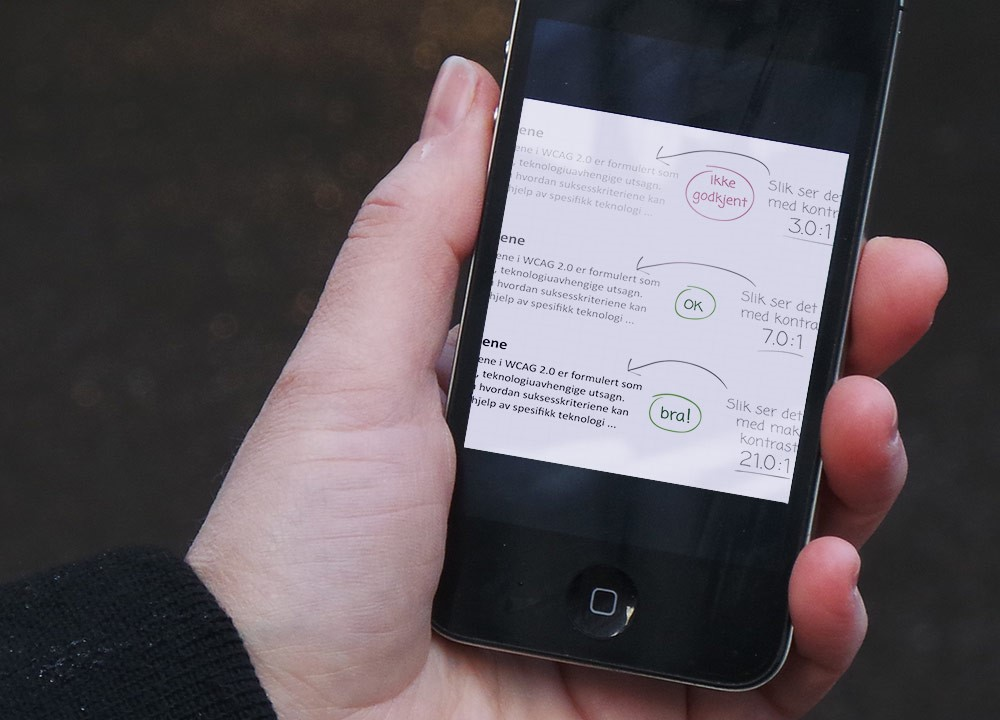 ene
ene i WCAG 2.0 er formulert som
, teknologiuavhengige utsagn.
hvordan suksesskriteriene kan
hjelp av spesifikk teknologi ...
ikke
godkjent
Slik ser de
med kontr
3.0:1
ene
ene i WCAG 2.0 er formulert som
, teknologiuavhengige utsagn.
hvordan suksesskriteriene kan
hjelp av spesifikk teknologi ...
OK
Slik ser det
med kontra
7.0:1
ene
ene i WCAG 2.0 er formulert som
, teknologiuavhengige utsagn.
hvordan suksesskriteriene kan
hjelp av spesifikk teknologi ...
bra!
Slik ser det
med mak
kontrast
21.0:1